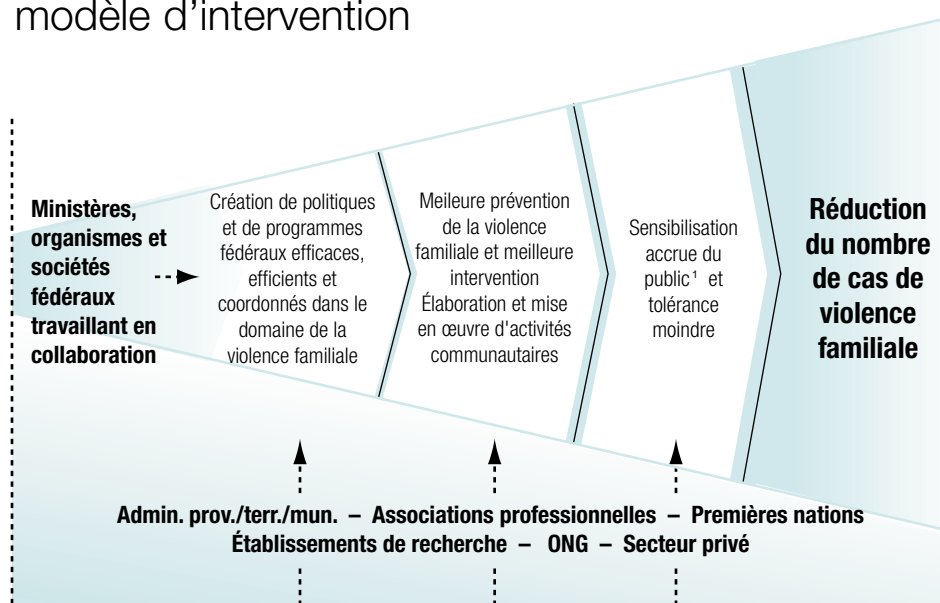 modèle d'intervention
Ministères,
organismes et
sociétés
fédéraux
travaillant en
collaboration
Création de politiques
et de programmes
fédéraux efficaces,
efficients et
coordonnés dans le
domaine de la
violence familiale
Meileure prévention
de la violence
familiale et meilleure
intervention
Élaboration et mise
en œuvre d'activités
communautaires
Sensibilisation
accrue du
public¹ et
tolérance
moindre
Réduction
du nombre
de cas de
violence
familiale
Admin. prov./terr./mun. – Associations professionnelles – Premières nations
Établissements de recherche – ONG – Secteur privé